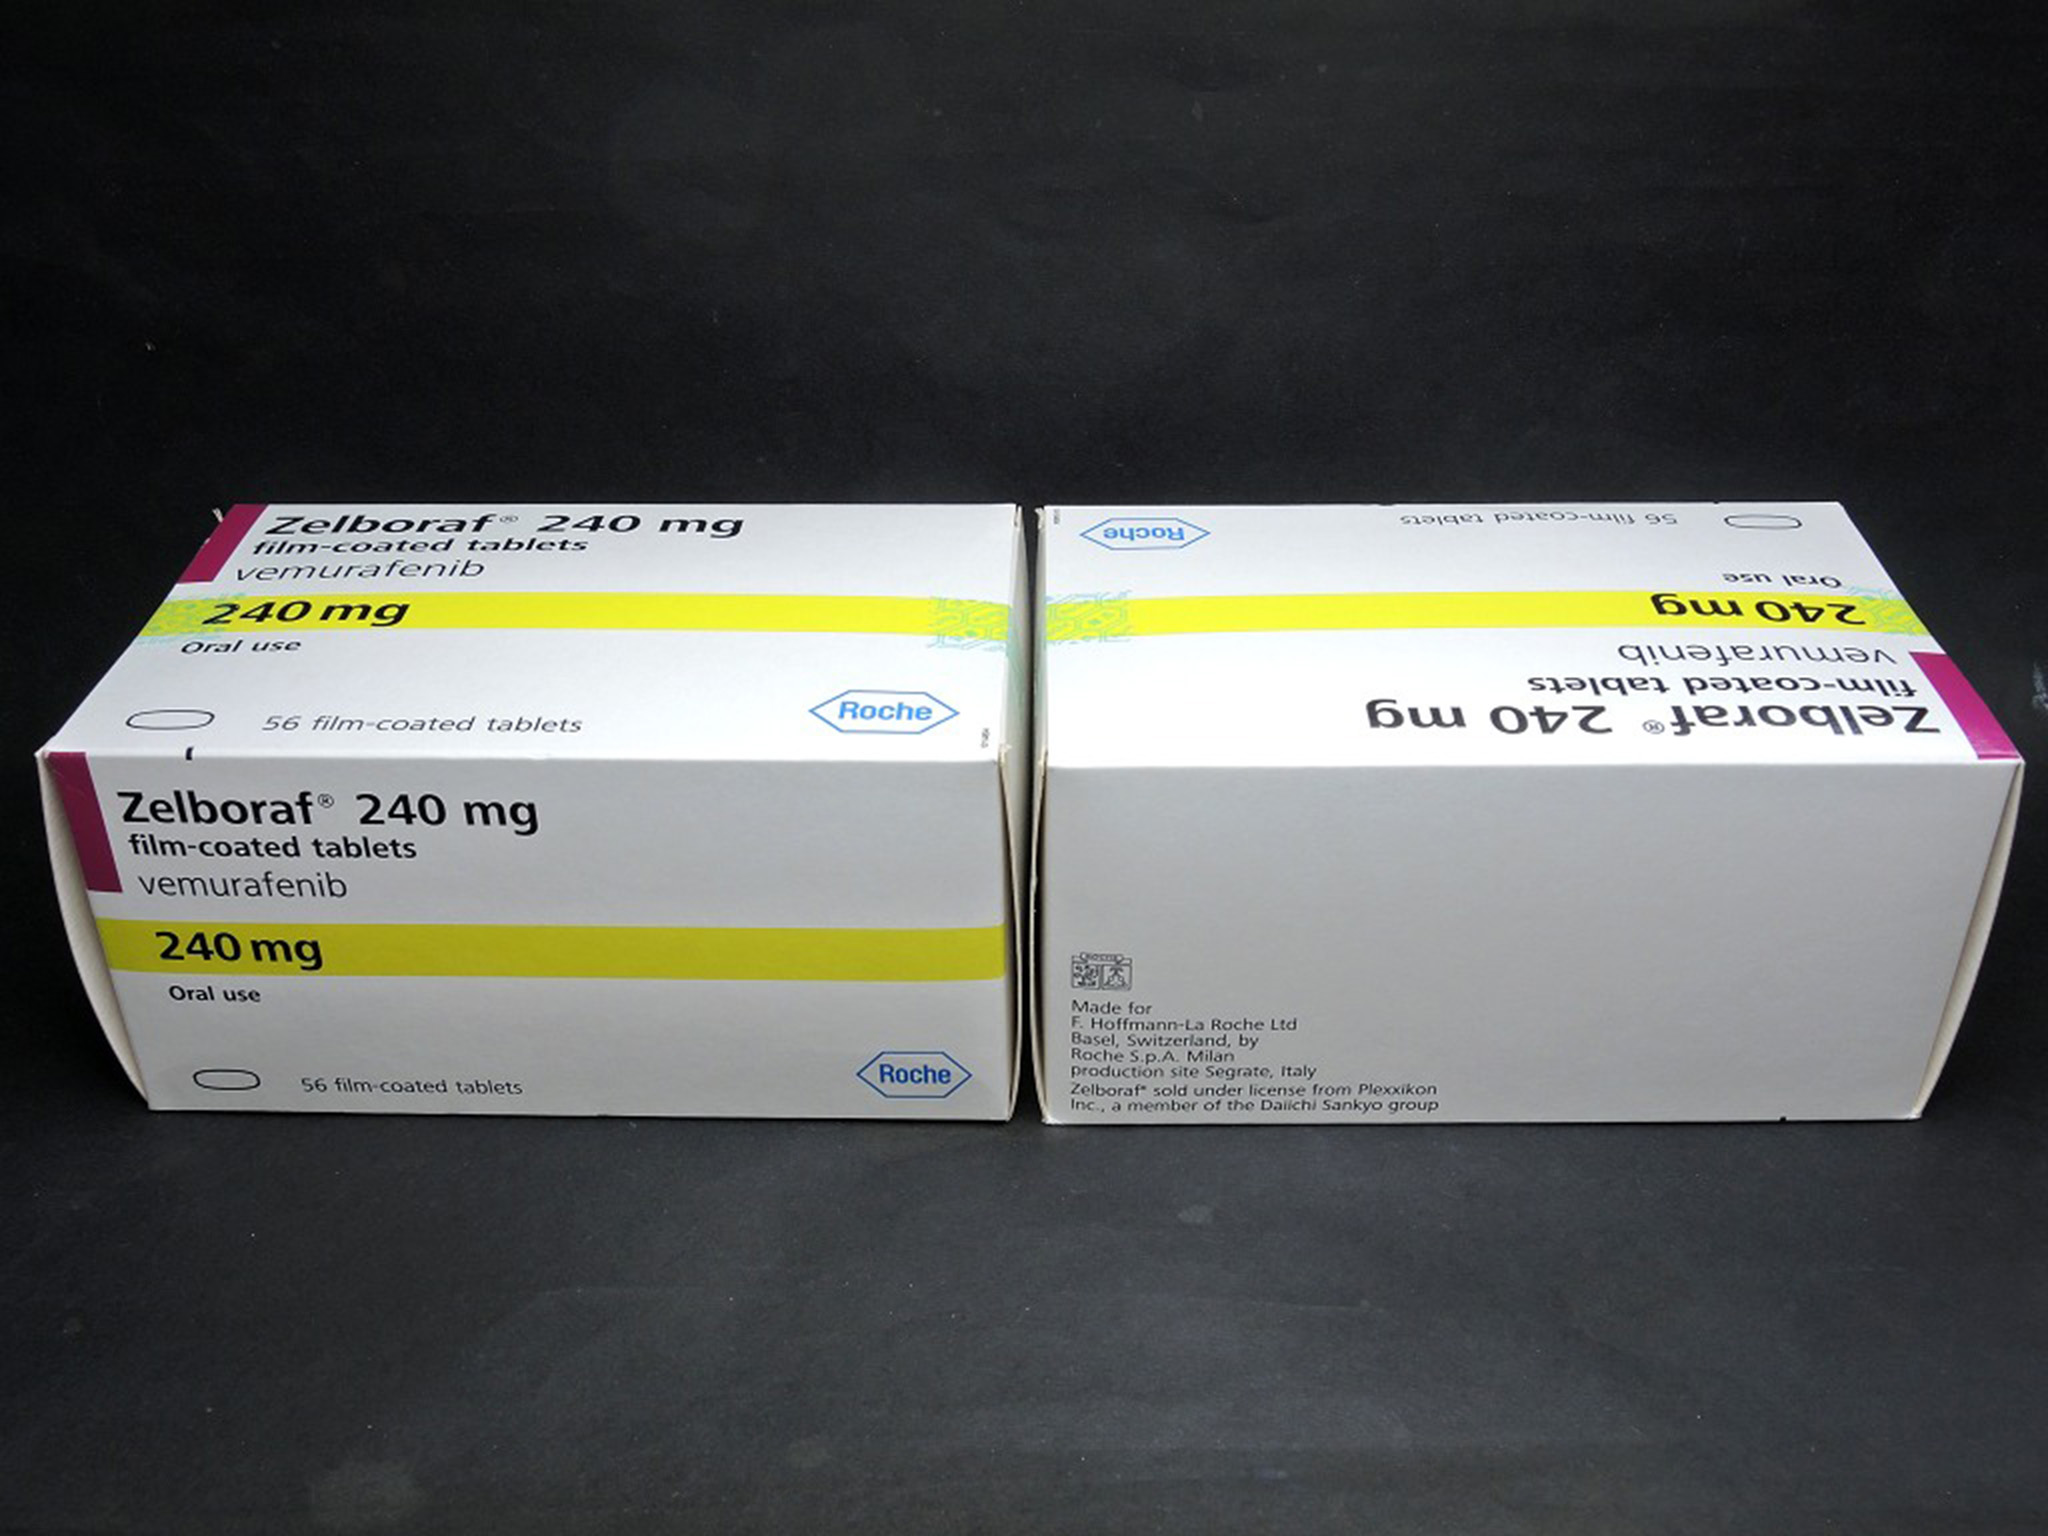 Zelboraf® 240 mg
film-coated tablets
vemurafenib
240 mg
Oral use
56 film-coated tablets
Roche
Zelboraf® 240 mg
film-coated tablets
vemurafenib
240 mg
Oral use
56 film-coated tablets
Roche
Zelboraf® 240 mg
film-coated tablets
vemurafenib
240 mg
Oral use
56 film-coated tablets
Roche
ROCHE
Made for
F. Hoffmann-La Roche Ltd
Basel, Switzerland, by
Roche S.p.A. Milan
production site Segrate, Italy
Zelboraf® sold under license from Plexxikon
Inc., a member of the Daiichi Sankyo group